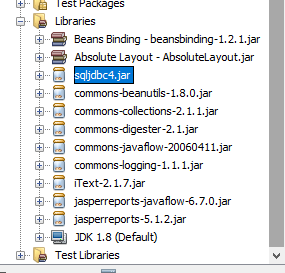 Test Packages
Libraries
Beans Binding - beansbinding-1.2.1.jar
Absolute Layout - AbsoluteLayout.jar
sqljdbc4.jar
commons-beanutils-1.8.0.jar
commons-collections-2.1.1.jar
commons-digester-2.1.jar
commons-javaflow-20060411.jar
commons-logging-1.1.1.jar
iText-2.1.7.jar
jasperreports-javaflow-6.7.0.jar
jasperreports-5.1.2.jar
JDK 1.8 (Default)
Test Libraries